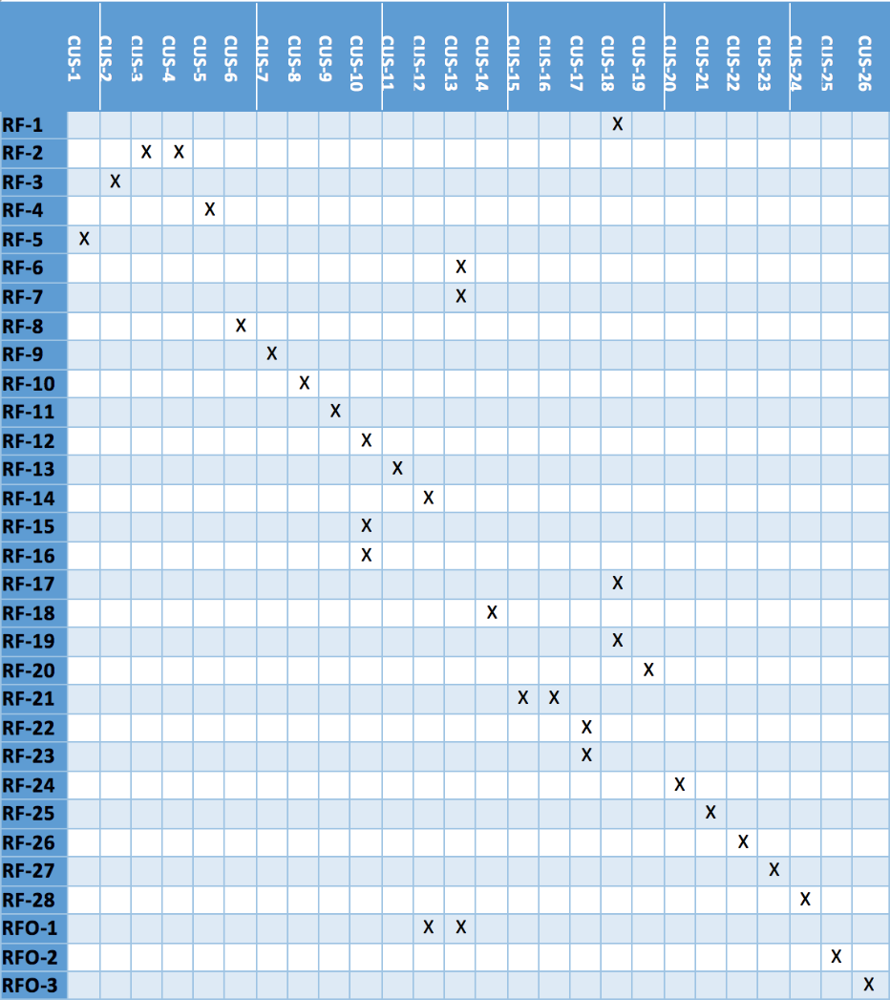 CUS-1 CUS-2 CUS-3 CUS-4 CUS-5 CUS-6 CUS-7 CUS-8 CUS-9 CUS-10 CUS-11 CUS-12 CUS-13 CUS-14 CUS-15 CUS-16 CUS-17 CUS-18 CUS-19 CUS-20 CUS-21 CUS-22 CUS-23 CUS-24 CUS-25 CUS-26
RF-1 X
RF-2 X X
RF-3 X
RF-4 X
RF-5 X
RF-6 X
RF-7 X
RF-8 X
RF-9 X
RF-10 X
RF-11 X
RF-12 X
RF-13 X
RF-14 X
RF-15 X
RF-16 X
RF-17 X
RF-18 X
RF-19 X
RF-20 X
RF-21 X X
RF-22 X
RF-23 X
RF-24 X
RF-25 X
RF-26 X
RF-27 X
RF-28 X
RFO-1 X X
RFO-2 X
RFO-3 X